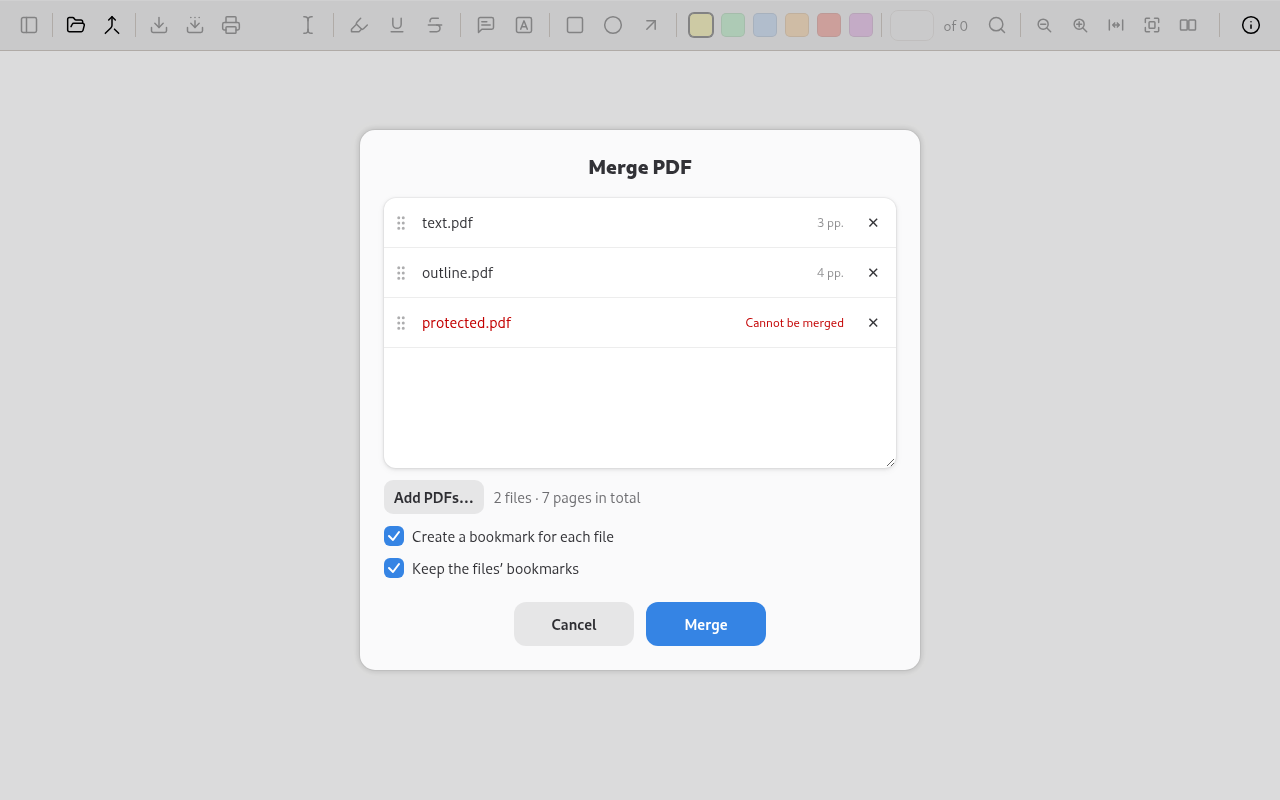 of 0
Merge PDF
text.pdf 3 pp.
outline.pdf 4 pp.
protected.pdf Cannot be merged
Add PDFs… 2 files · 7 pages in total
Create a bookmark for each file
Keep the files’ bookmarks
Cancel Merge